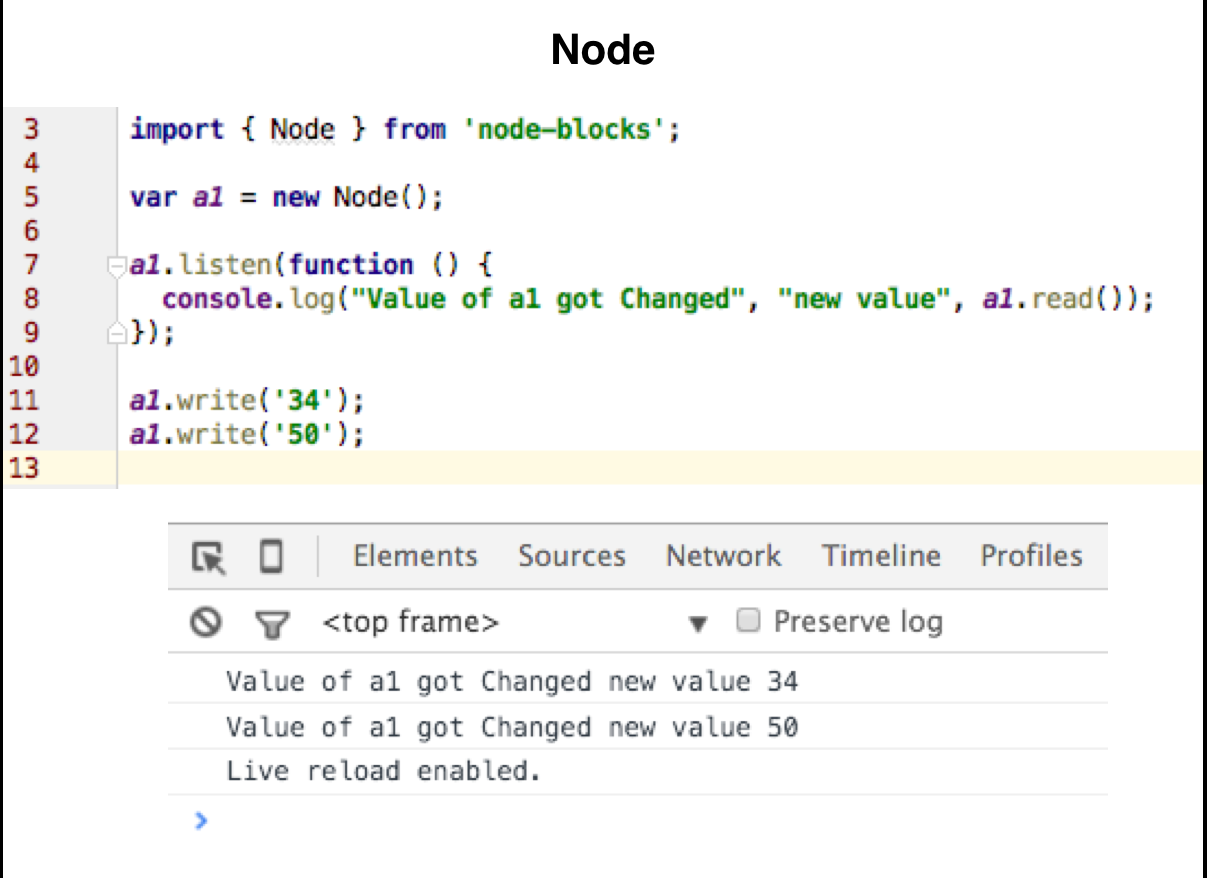 Node
3 import { Node } from 'node-blocks';
4
5 var a1 = new Node();
6
7 a1.listen(function () {
8 console.log("Value of a1 got Changed", "new value", a1.read());
9 });
10
11 a1.write('34');
12 a1.write('50');
13
Elements Sources Network Timeline Profiles
<top frame> ▼ Preserve log
Value of a1 got Changed new value 34
Value of a1 got Changed new value 50
Live reload enabled.
>